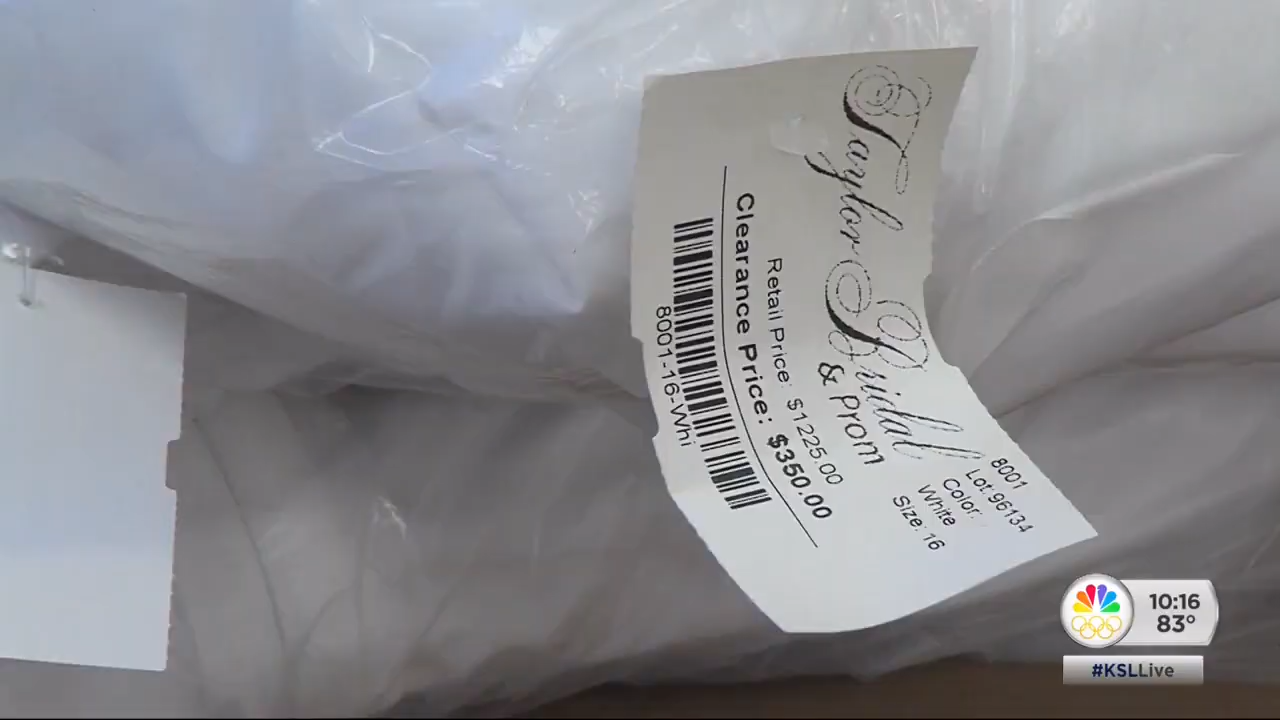 Taylor Bridal
& Prom
8001
Lot: 96134
Color:
White
Size: 16
Retail Price: $1225.00
Clearance Price: $350.00
8001-16-Whi
10:16
83°
#KSLLive